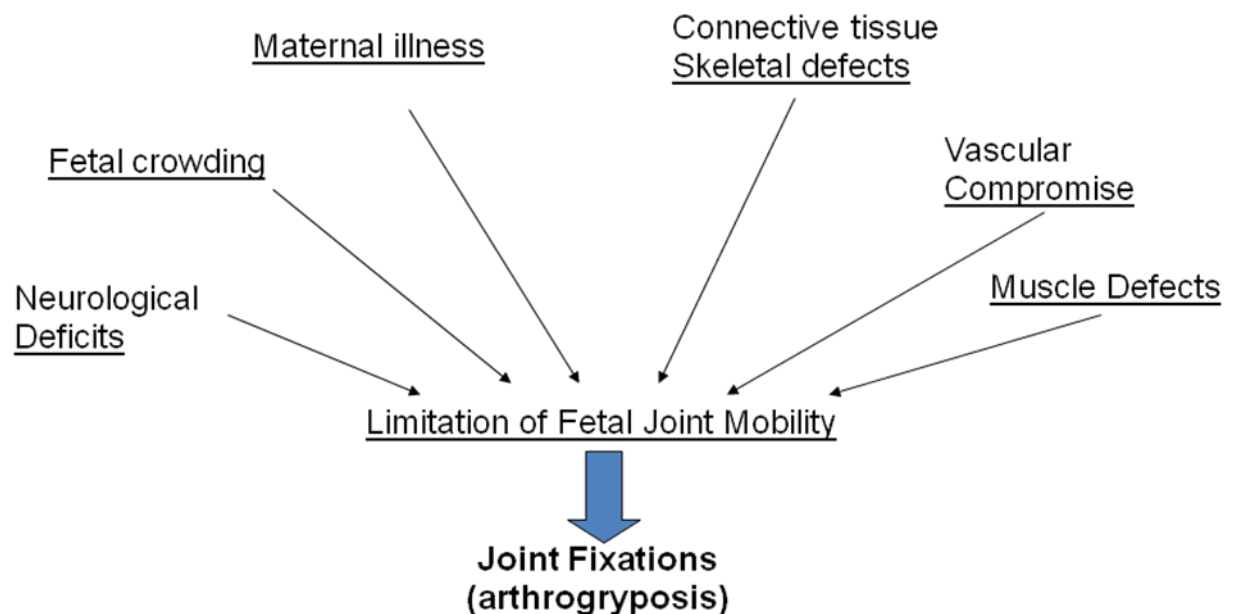 Maternal illness
Connective tissue
Skeletal defects
Fetal crowding
Vascular
Compromise
Neurological
Deficits
Muscle Defects
Limitation of Fetal Joint Mobility
Joint Fixations
(arthrogryposis)